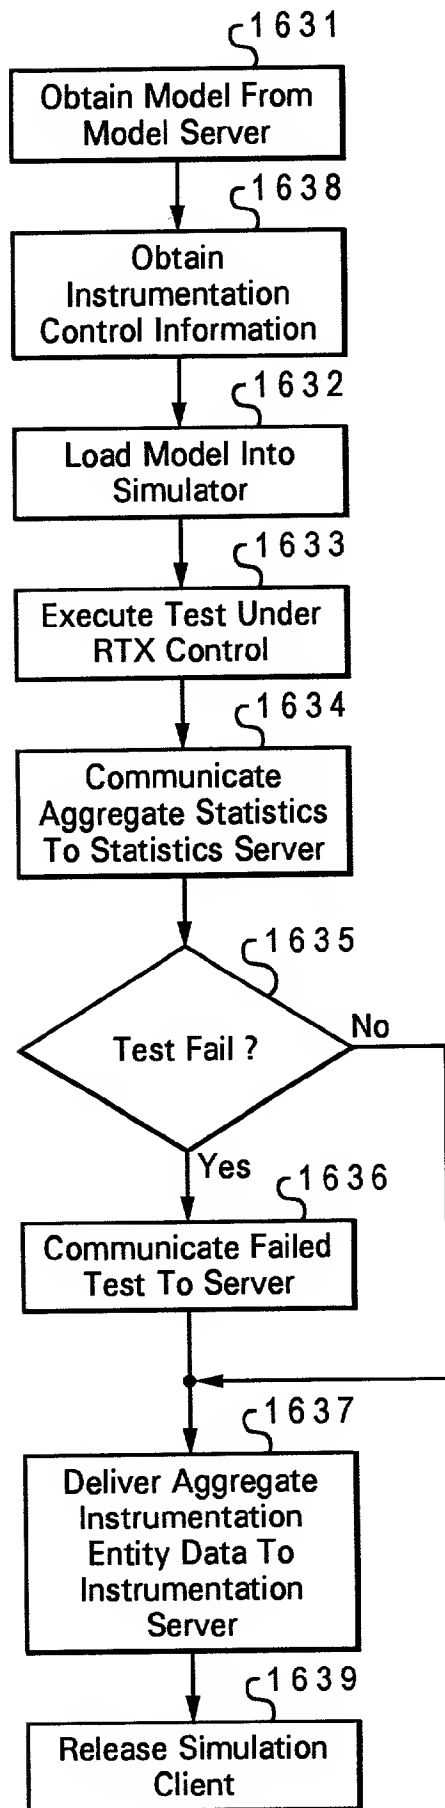 1631
Obtain Model From
Model Server
1638
Obtain
Instrumentation
Control Information
1632
Load Model Into
Simulator
1633
Execute Test Under
RTX Control
1634
Communicate
Aggregate Statistics
To Statistics Server
1635
Test Fail ?
No
Yes
1636
Communicate Failed
Test To Server
1637
Deliver Aggregate
Instrumentation
Entity Data To
Instrumentation
Server
1639
Release Simulation
Client